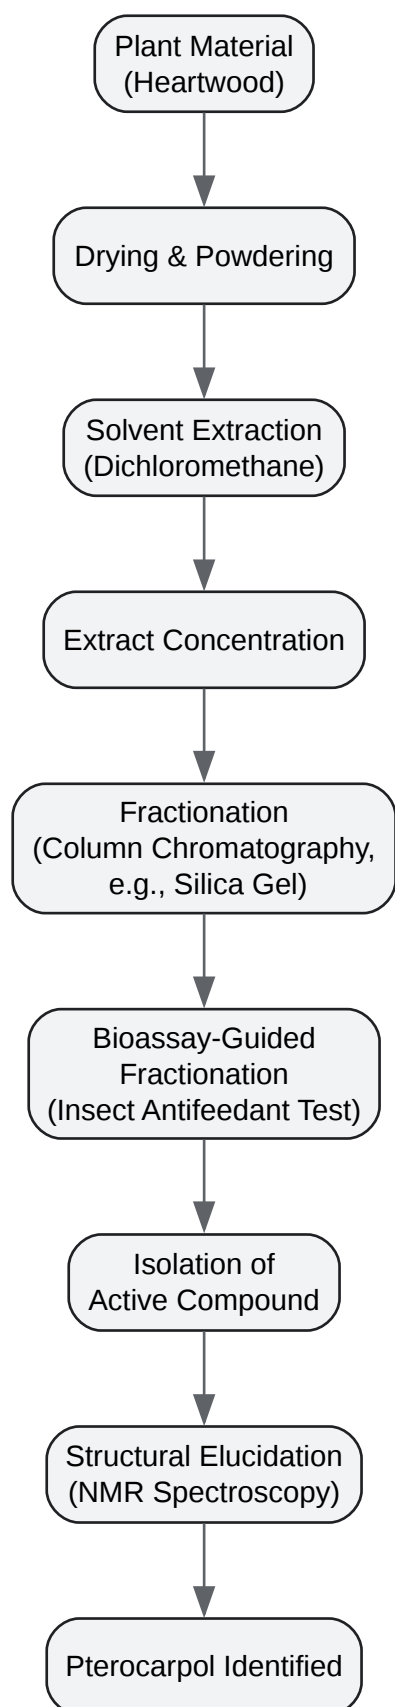 Plant Material
(Heartwood)
Drying & Powdering
Solvent Extraction
(Dichloromethane)
Extract Concentration
Fractionation
(Column Chromatography,
e.g., Silica Gel)
Bioassay-Guided
Fractionation
(Insect Antifeedant Test)
Isolation of
Active Compound
Structural Elucidation
(NMR Spectroscopy)
Pterocarpol Identified